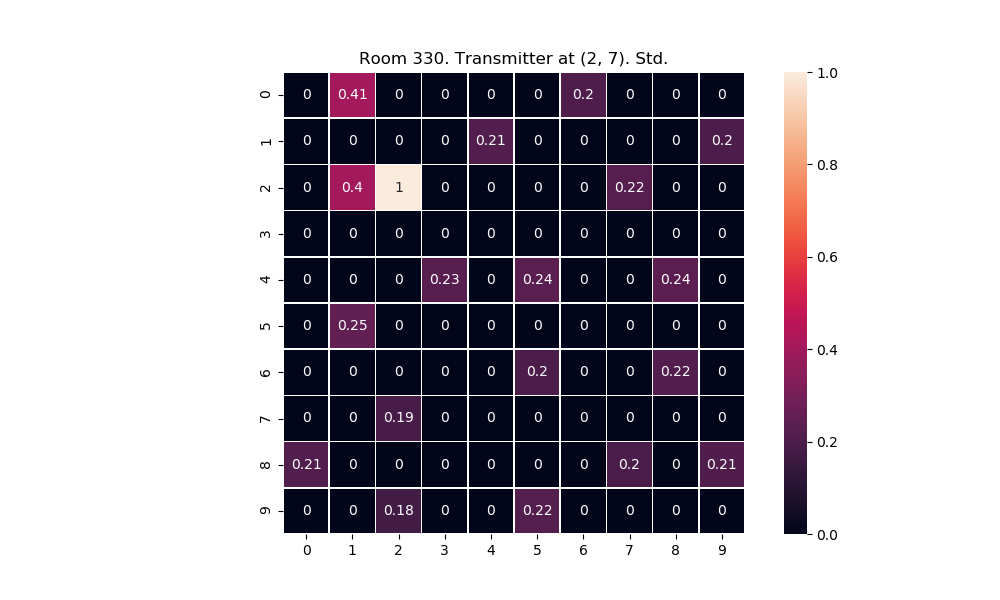 Room 330. Transmitter at (2, 7). Std.
0 0 0.41 0 0 0 0 0.2 0 0 0
1 0 0 0 0 0.21 0 0 0 0 0.2
2 0 0.4 1 0 0 0 0 0.22 0 0
3 0 0 0 0 0 0 0 0 0 0
4 0 0 0 0.23 0 0.24 0 0 0.24 0
5 0 0.25 0 0 0 0 0 0 0 0
6 0 0 0 0 0 0.2 0 0 0.22 0
7 0 0 0.19 0 0 0 0 0 0 0
8 0.21 0 0 0 0 0 0 0.2 0 0.21
9 0 0 0.18 0 0 0.22 0 0 0 0
0 1 2 3 4 5 6 7 8 9
1.0
0.8
0.6
0.4
0.2
0.0